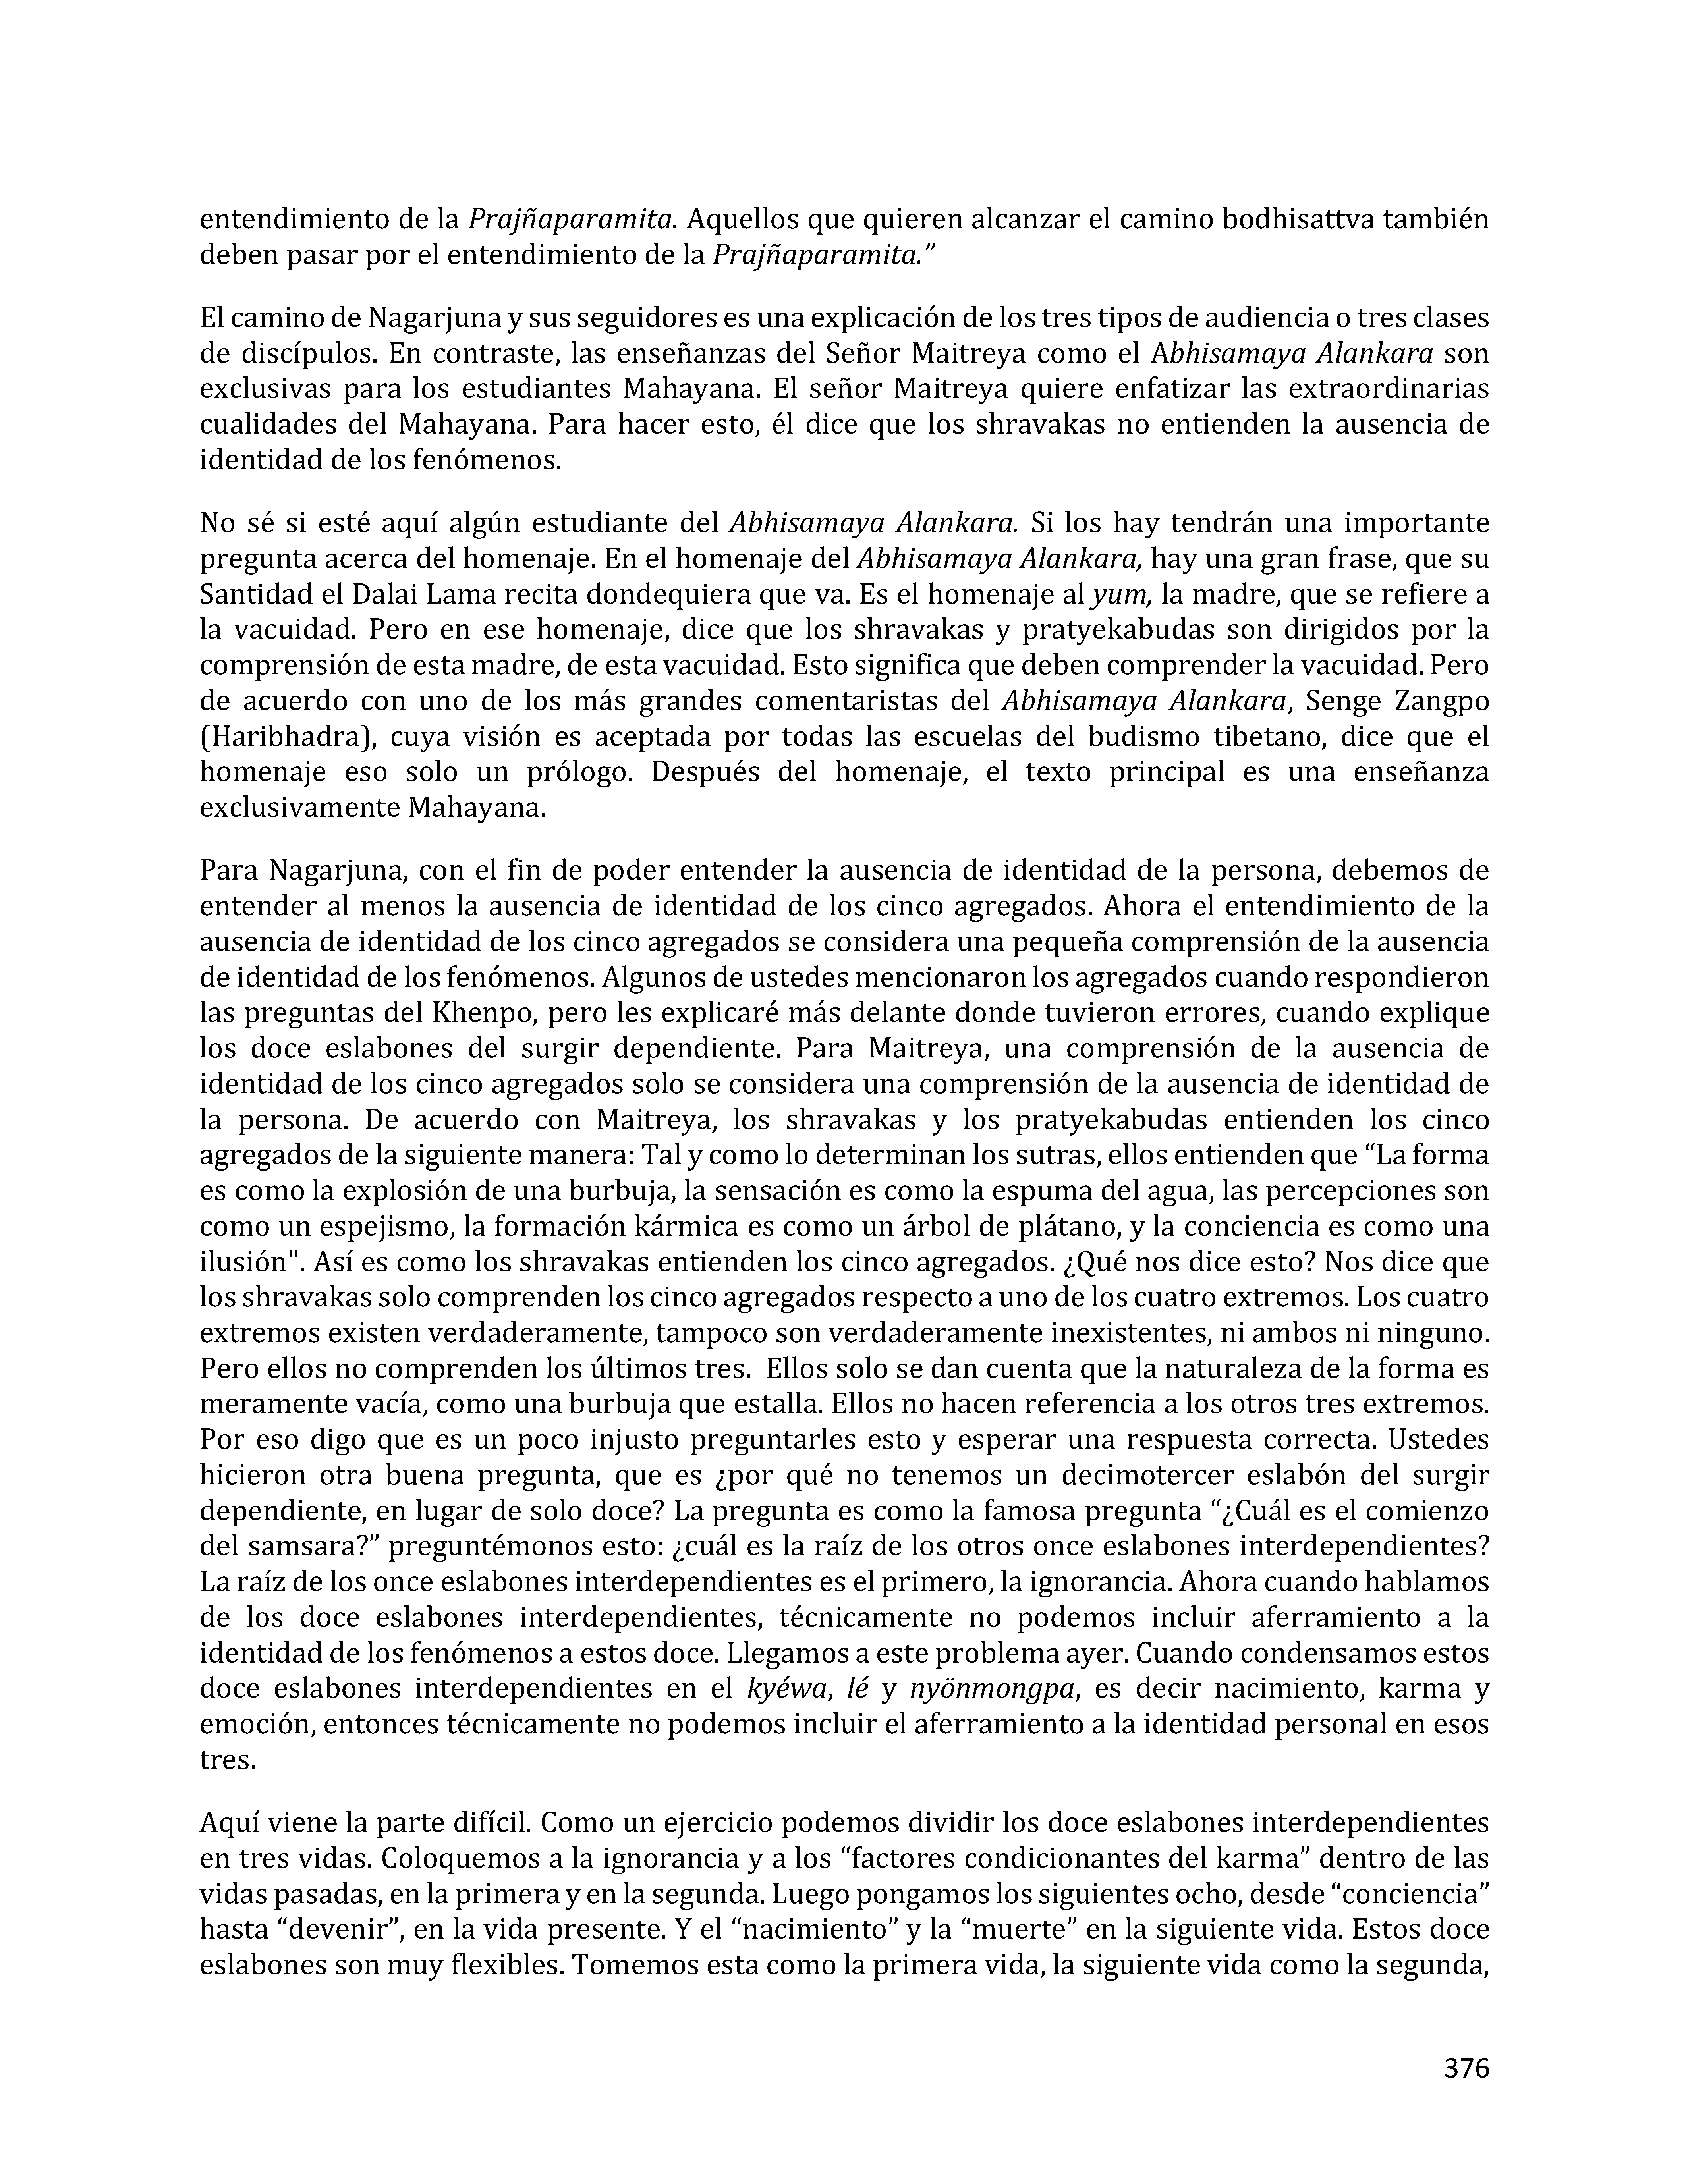 entendimiento de la Prajñaparamita. Aquellos que quieren alcanzar el camino bodhisattva también
deben pasar por el entendimiento de la Prajñaparamita.”
El camino de Nagarjuna y sus seguidores es una explicación de los tres tipos de audiencia o tres clases
de discípulos. En contraste, las enseñanzas del Señor Maitreya como el Abhisamaya Alankara son
exclusivas para los estudiantes Mahayana. El señor Maitreya quiere enfatizar las extraordinarias
cualidades del Mahayana. Para hacer esto, él dice que los shravakas no entienden la ausencia de
identidad de los fenómenos.
No sé si esté aquí algún estudiante del Abhisamaya Alankara. Si los hay tendrán una importante
pregunta acerca del homenaje. En el homenaje del Abhisamaya Alankara, hay una gran frase, que su
Santidad el Dalai Lama recita dondequiera que va. Es el homenaje al yum, la madre, que se refiere a
la vacuidad. Pero en ese homenaje, dice que los shravakas y pratyekabudas son dirigidos por la
comprensión de esta madre, de esta vacuidad. Esto significa que deben comprender la vacuidad. Pero
de acuerdo con uno de los más grandes comentaristas del Abhisamaya Alankara, Senge Zangpo
(Haribhadra), cuya visión es aceptada por todas las escuelas del budismo tibetano, dice que el
homenaje eso solo un prólogo. Después del homenaje, el texto principal es una enseñanza
exclusivamente Mahayana.
Para Nagarjuna, con el fin de poder entender la ausencia de identidad de la persona, debemos de
entender al menos la ausencia de identidad de los cinco agregados. Ahora el entendimiento de la
ausencia de identidad de los cinco agregados se considera una pequeña comprensión de la ausencia
de identidad de los fenómenos. Algunos de ustedes mencionaron los agregados cuando respondieron
las preguntas del Khenpo, pero les explicaré más delante donde tuvieron errores, cuando explique
los doce eslabones del surgir dependiente. Para Maitreya, una comprensión de la ausencia de
identidad de los cinco agregados solo se considera una comprensión de la ausencia de identidad de
la persona. De acuerdo con Maitreya, los shravakas y los pratyekabudas entienden los cinco
agregados de la siguiente manera: Tal y como lo determinan los sutras, ellos entienden que “La forma
es como la explosión de una burbuja, la sensación es como la espuma del agua, las percepciones son
como un espejismo, la formación kármica es como un árbol de plátano, y la conciencia es como una
ilusión". Así es como los shravakas entienden los cinco agregados. ¿Qué nos dice esto? Nos dice que
los shravakas solo comprenden los cinco agregados respecto a uno de los cuatro extremos. Los cuatro
extremos existen verdaderamente, tampoco son verdaderamente inexistentes, ni ambos ni ninguno.
Pero ellos no comprenden los últimos tres.  Ellos solo se dan cuenta que la naturaleza de la forma es
meramente vacía, como una burbuja que estalla. Ellos no hacen referencia a los otros tres extremos.
Por eso digo que es un poco injusto preguntarles esto y esperar una respuesta correcta. Ustedes
hicieron otra buena pregunta, que es ¿por qué no tenemos un decimotercer eslabón del surgir
dependiente, en lugar de solo doce? La pregunta es como la famosa pregunta “¿Cuál es el comienzo
del samsara?” preguntémonos esto: ¿cuál es la raíz de los otros once eslabones interdependientes?
La raíz de los once eslabones interdependientes es el primero, la ignorancia. Ahora cuando hablamos
de los doce eslabones interdependientes, técnicamente no podemos incluir aferramiento a la
identidad de los fenómenos a estos doce. Llegamos a este problema ayer. Cuando condensamos estos
doce eslabones interdependientes en el kyéwa, lé y nyönmongpa, es decir nacimiento, karma y
emoción, entonces técnicamente no podemos incluir el aferramiento a la identidad personal en esos
tres.
Aquí viene la parte difícil. Como un ejercicio podemos dividir los doce eslabones interdependientes
en tres vidas. Coloquemos a la ignorancia y a los “factores condicionantes del karma” dentro de las
vidas pasadas, en la primera y en la segunda. Luego pongamos los siguientes ocho, desde “conciencia”
hasta “devenir”, en la vida presente. Y el “nacimiento” y la “muerte” en la siguiente vida. Estos doce
eslabones son muy flexibles. Tomemos esta como la primera vida, la siguiente vida como la segunda,
376